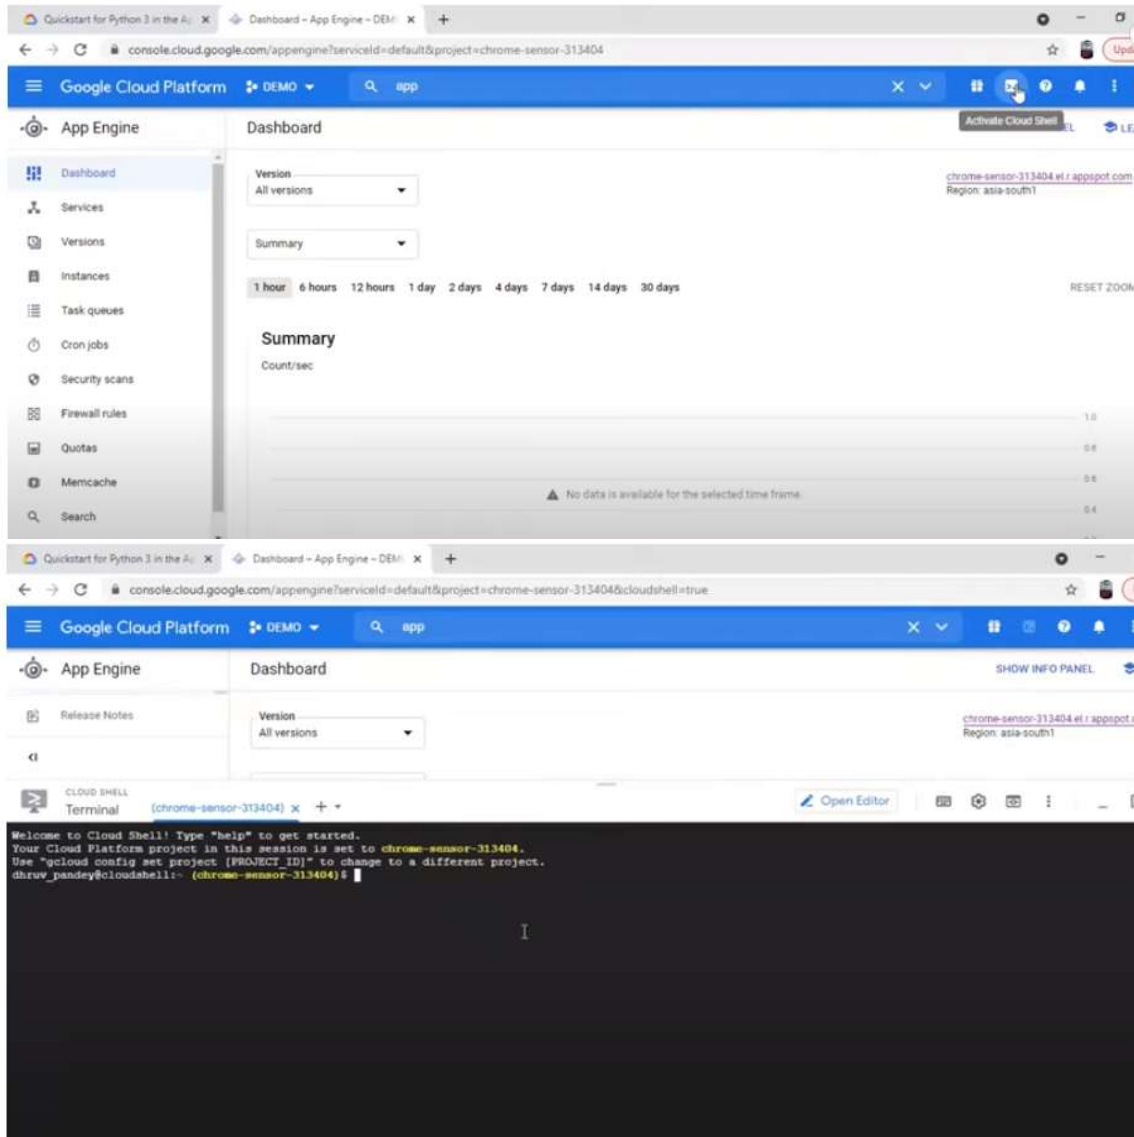 Quickstart for Python 3 in the Ap
Dashboard – App Engine – DEM
console.cloud.google.com/appengine?serviceId=default&project=chrome-sensor-313404
Upd
Google Cloud Platform
DEMO
app
Activate Cloud Shell
App Engine
Dashboard
EL
LE
Dashboard
Services
Versions
Instances
Task queues
Cron jobs
Security scans
Firewall rules
Quotas
Memcache
Search
Version
All versions
chrome-sensor-313404.el.r.appspot.com
Region: asia-south1
Summary
1 hour 6 hours 12 hours 1 day 2 days 4 days 7 days 14 days 30 days
RESET ZOOM
Summary
Count/sec
1.0
0.8
0.6
0.4
No data is available for the selected time frame.
Quickstart for Python 3 in the Ap
Dashboard – App Engine – DEM
console.cloud.google.com/appengine?serviceId=default&project=chrome-sensor-313404&cloudshell=true
Google Cloud Platform
DEMO
app
App Engine
Dashboard
SHOW INFO PANEL
Release Notes
Version
All versions
chrome-sensor-313404.el.r.appspot.
Region: asia-south1
CLOUD SHELL
Terminal
(chrome-sensor-313404)
Open Editor
Welcome to Cloud Shell! Type "help" to get started.
Your Cloud Platform project in this session is set to chrome-sensor-313404.
Use "gcloud config set project [PROJECT_ID]" to change to a different project.
dhruv_pandey@cloudshell:~ (chrome-sensor-313404)$